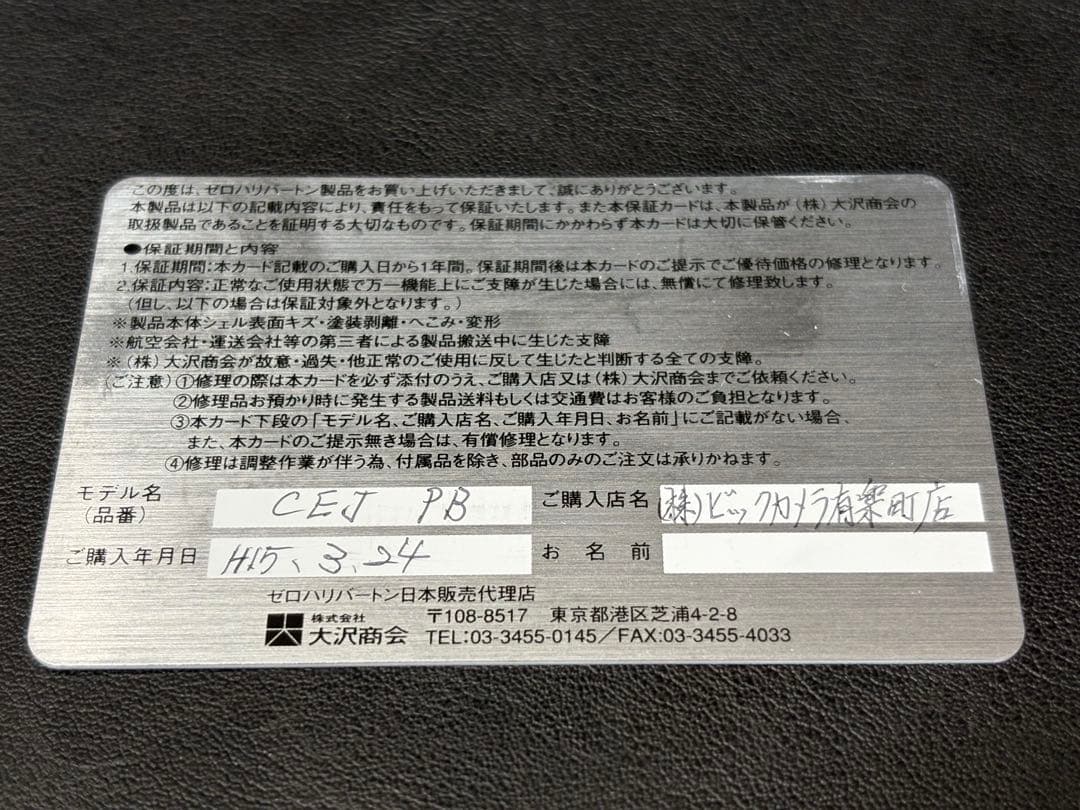 この度は、ゼロハリバートン製品をお買い上げいただきまして、誠にありがとうございます。
本製品は以下の記載内容により、責任をもって保証いたします。また本保証カードは、本製品が(株)大沢商会の
取扱製品であることを証明する大切なものです。保証期間にかかわらず本カードは大切に保管ください。
●保証期間と内容
1.保証期間:本カード記載のご購入日から1年間。保証期間後は本カードのご提示でご優待価格の修理となります。
2.保証内容:正常なご使用状態で万一機能上にご支障が生じた場合には、無償にて修理致します。
(但し、以下の場合は保証対象外となります。)
※製品本体シェル表面キズ・塗装剥離・へこみ・変形
※航空会社・運送会社等の第三者による製品搬送中に生じた支障
※(株)大沢商会が故意・過失・他正常のご使用に反して生じたと判断する全ての支障。
(ご注意)①修理の際は本カードを必ず添付のうえ、ご購入店又は(株)大沢商会までご依頼ください。
②修理品お預かり時に発生する製品送料もしくは交通費はお客様のご負担となります。
③本カード下段の「モデル名、ご購入店名、ご購入年月日、お名前」にご記載がない場合、
また、本カードのご提示無き場合は、有償修理となります。
④修理は調整作業が伴う為、付属品を除き、部品のみのご注文は承りかねます。
モデル名(品番) CEJ PB ご購入店名 (株)ビックカメラ有楽町店
ご購入年月日 H15、3、24 お名前
ゼロハリバートン日本販売代理店
株式会社大沢商会 〒108-8517 東京都港区芝浦4-2-8
TEL:03-3455-0145/FAX:03-3455-4033